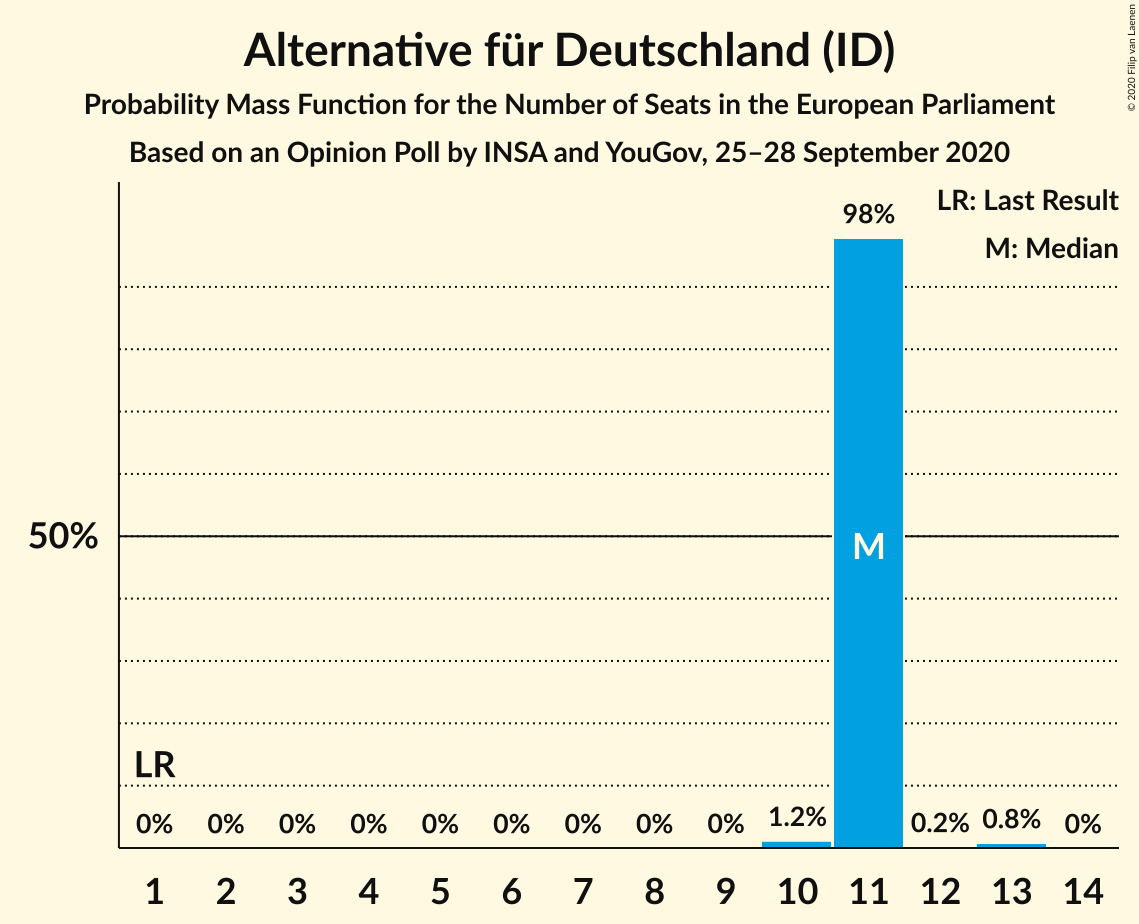 Alternative für Deutschland (ID)
Probability Mass Function for the Number of Seats in the European Parliament
Based on an Opinion Poll by INSA and YouGov, 25–28 September 2020
© 2020 Filip van Laenen
LR: Last Result
M: Median
98%
50%
M
LR
0% 0% 0% 0% 0% 0% 0% 0% 0% 1.2% 0.2% 0.8% 0%
1 2 3 4 5 6 7 8 9 10 11 12 13 14